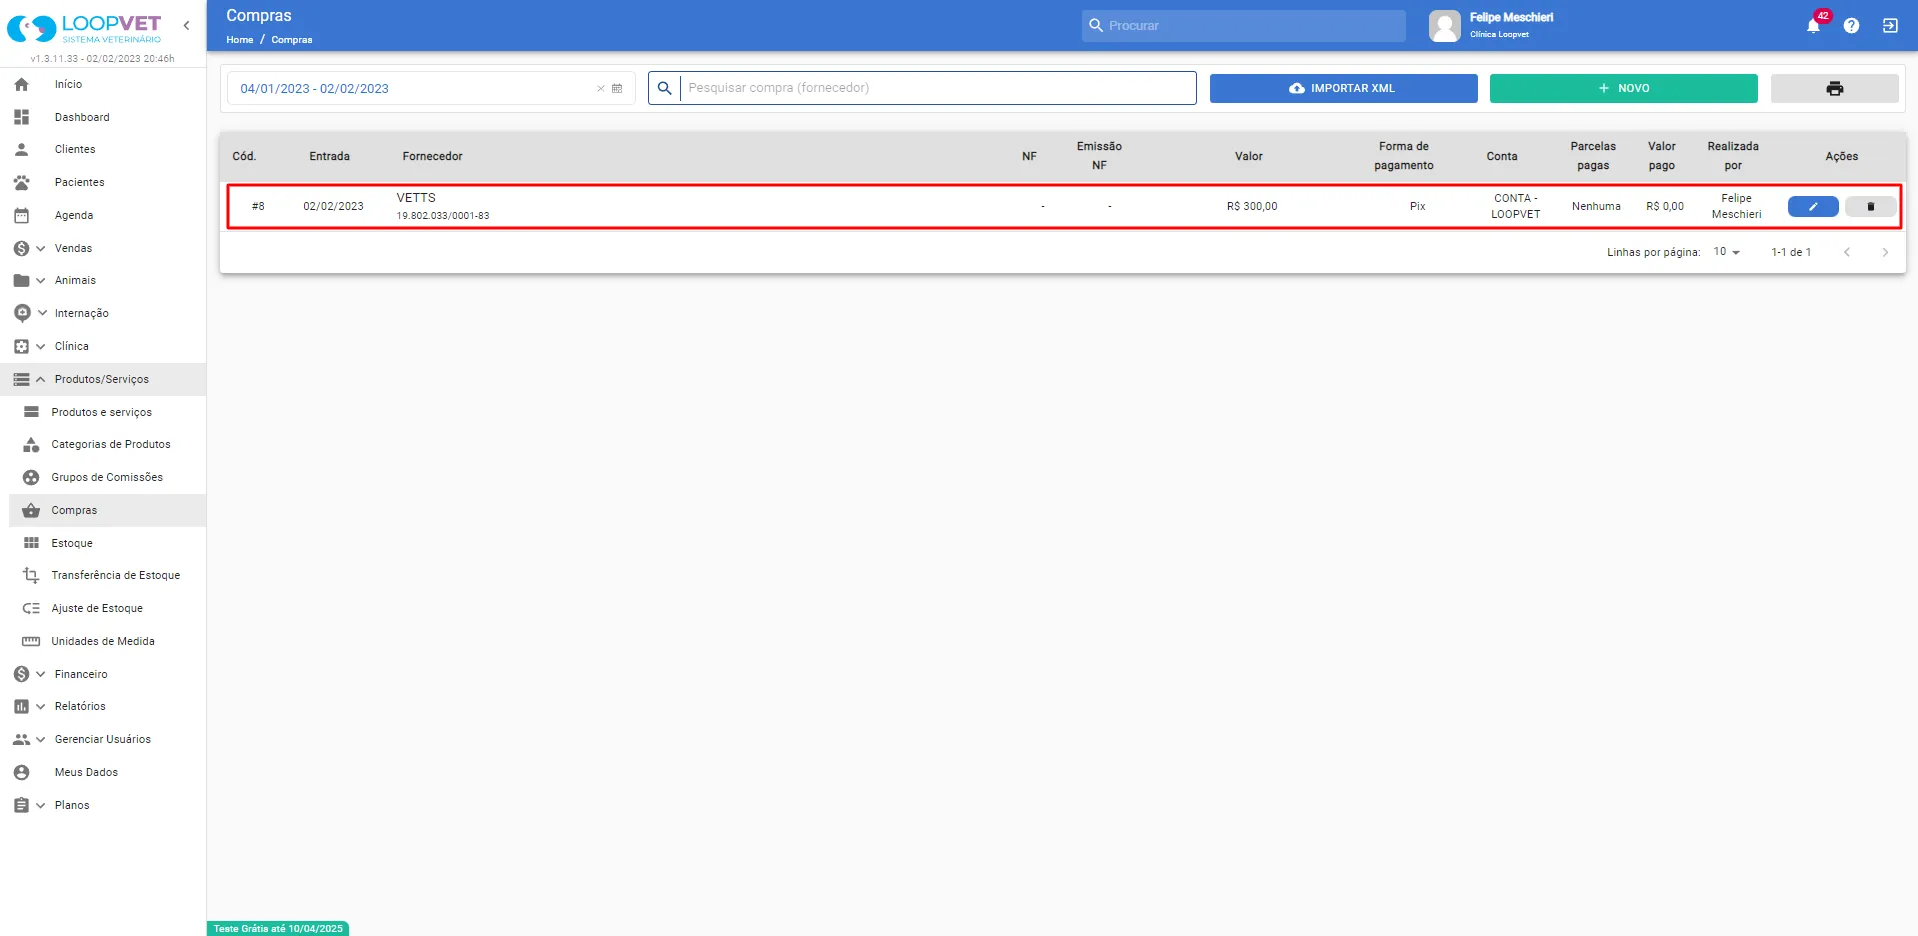 LOOPVET
SISTEMA VETERINÁRIO
v1.3.11.33 - 02/02/2023 20:46h
Início
Dashboard
Clientes
Pacientes
Agenda
Vendas
Animais
Internação
Clínica
Produtos/Serviços
Produtos e serviços
Categorias de Produtos
Grupos de Comissões
Compras
Estoque
Transferência de Estoque
Ajuste de Estoque
Unidades de Medida
Financeiro
Relatórios
Gerenciar Usuários
Meus Dados
Planos
Compras
Home / Compras
Procurar
Felipe Meschieri
Clínica Loopvet
42
04/01/2023 - 02/02/2023
Pesquisar compra (fornecedor)
IMPORTAR XML
+ NOVO
Cód. Entrada Fornecedor NF Emissão NF Valor Forma de pagamento Conta Parcelas pagas Valor pago Realizada por Ações
#8 02/02/2023 VETTS 19.802.033/0001-83 - - R$ 300,00 Pix CONTA - LOOPVET Nenhuma R$ 0,00 Felipe Meschieri
Linhas por página: 10 1-1 de 1
Teste Grátis até 10/04/2025